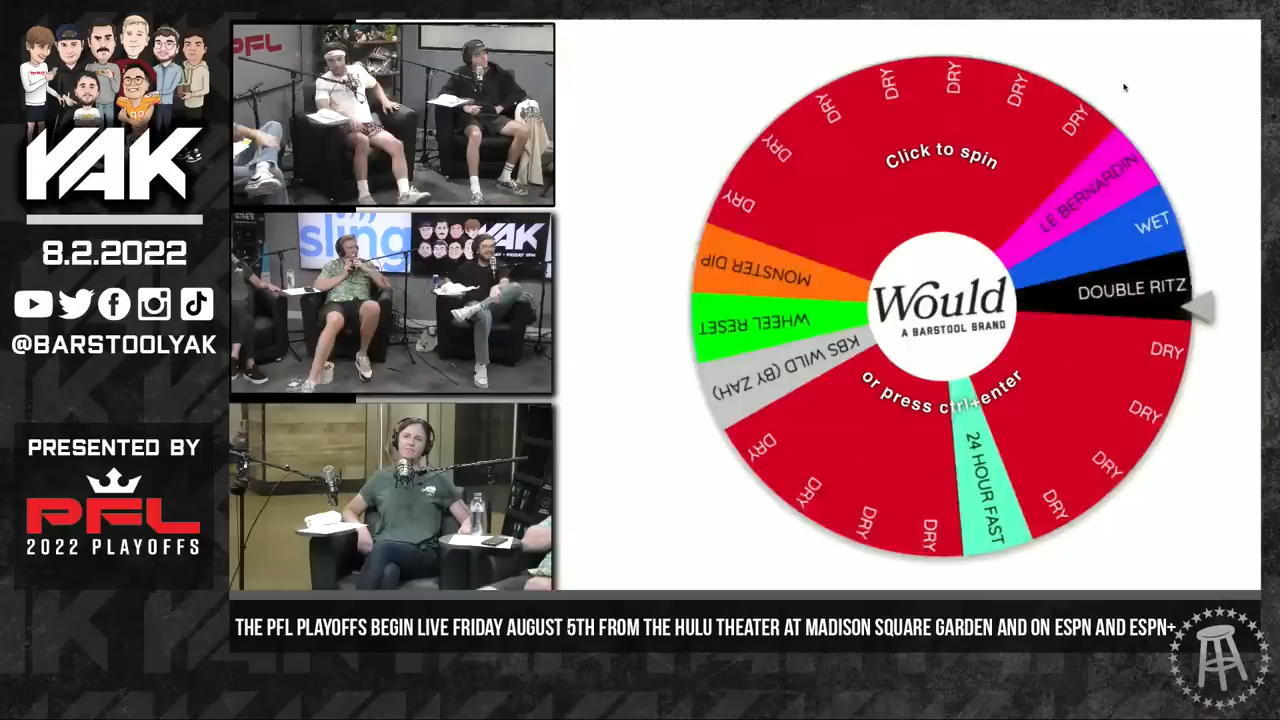 YAK
8.2.2022
@BARSTOOLYAK
PRESENTED BY
PFL
2022 PLAYOFFS
PFL
sling
YAK
Click to spin
or press ctrl+enter
Would
A BARSTOOL BRAND
DRY
DRY
DRY
DRY
DRY
DRY
DRY
LE BERNARDIN
WET
DOUBLE RITZ
DRY
DRY
DRY
DRY
24 HOUR FAST
DRY
DRY
DRY
DRY
KBS WILD (BY ZAH)
WHEEL RESET
MONSTER DIP
THE PFL PLAYOFFS BEGIN LIVE FRIDAY AUGUST 5TH FROM THE HULU THEATER AT MADISON SQUARE GARDEN AND ON ESPN AND ESPN+